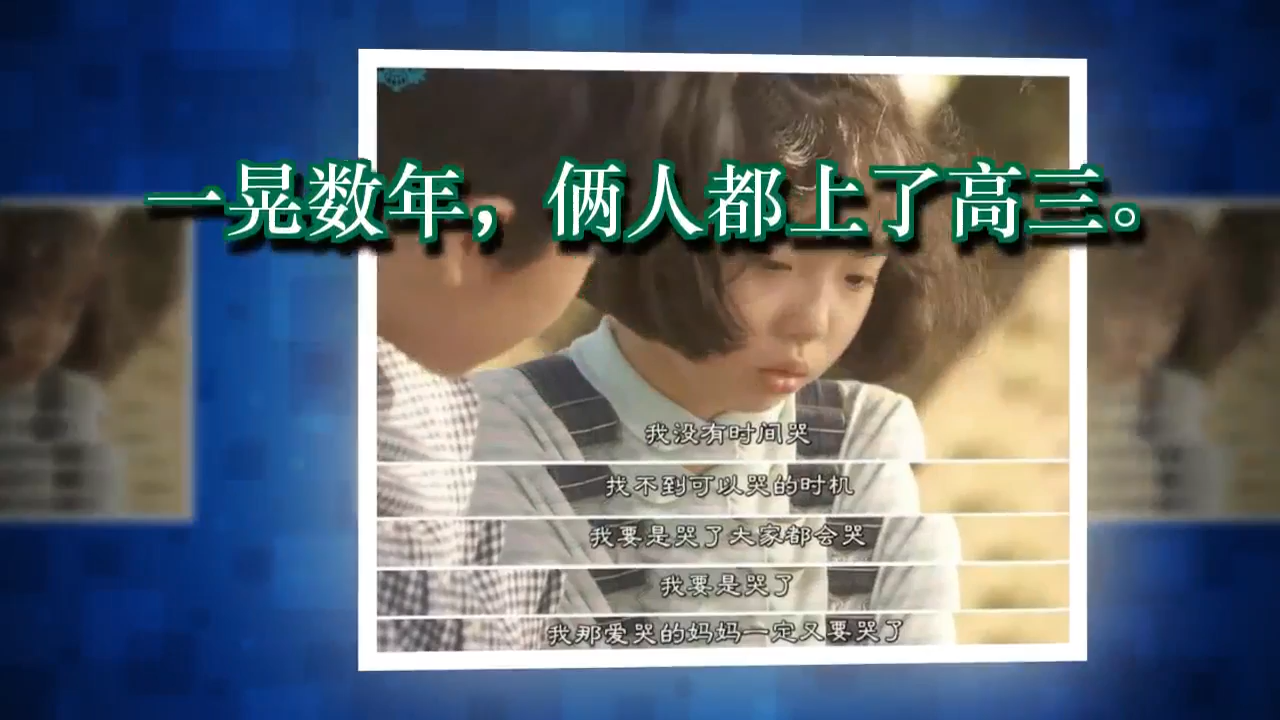 一晃数年，俩人都上了高三。
我没有时间哭
找不到可以哭的时机
我要是哭了大家都会哭
我要是哭了
我那爱哭的妈妈一定又要哭了